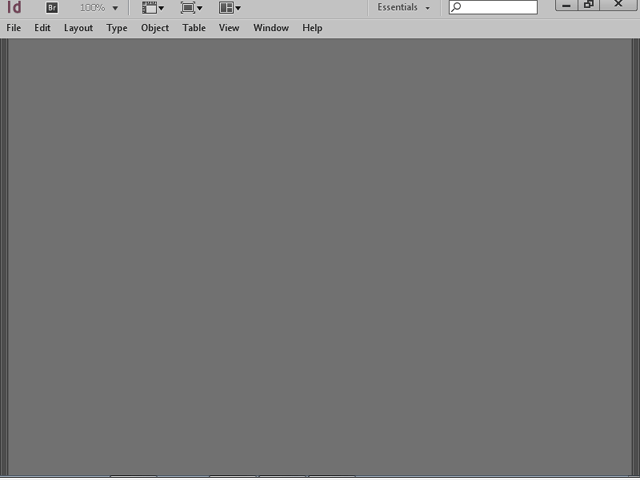 Id Br 100% Essentials
File Edit Layout Type Object Table View Window Help